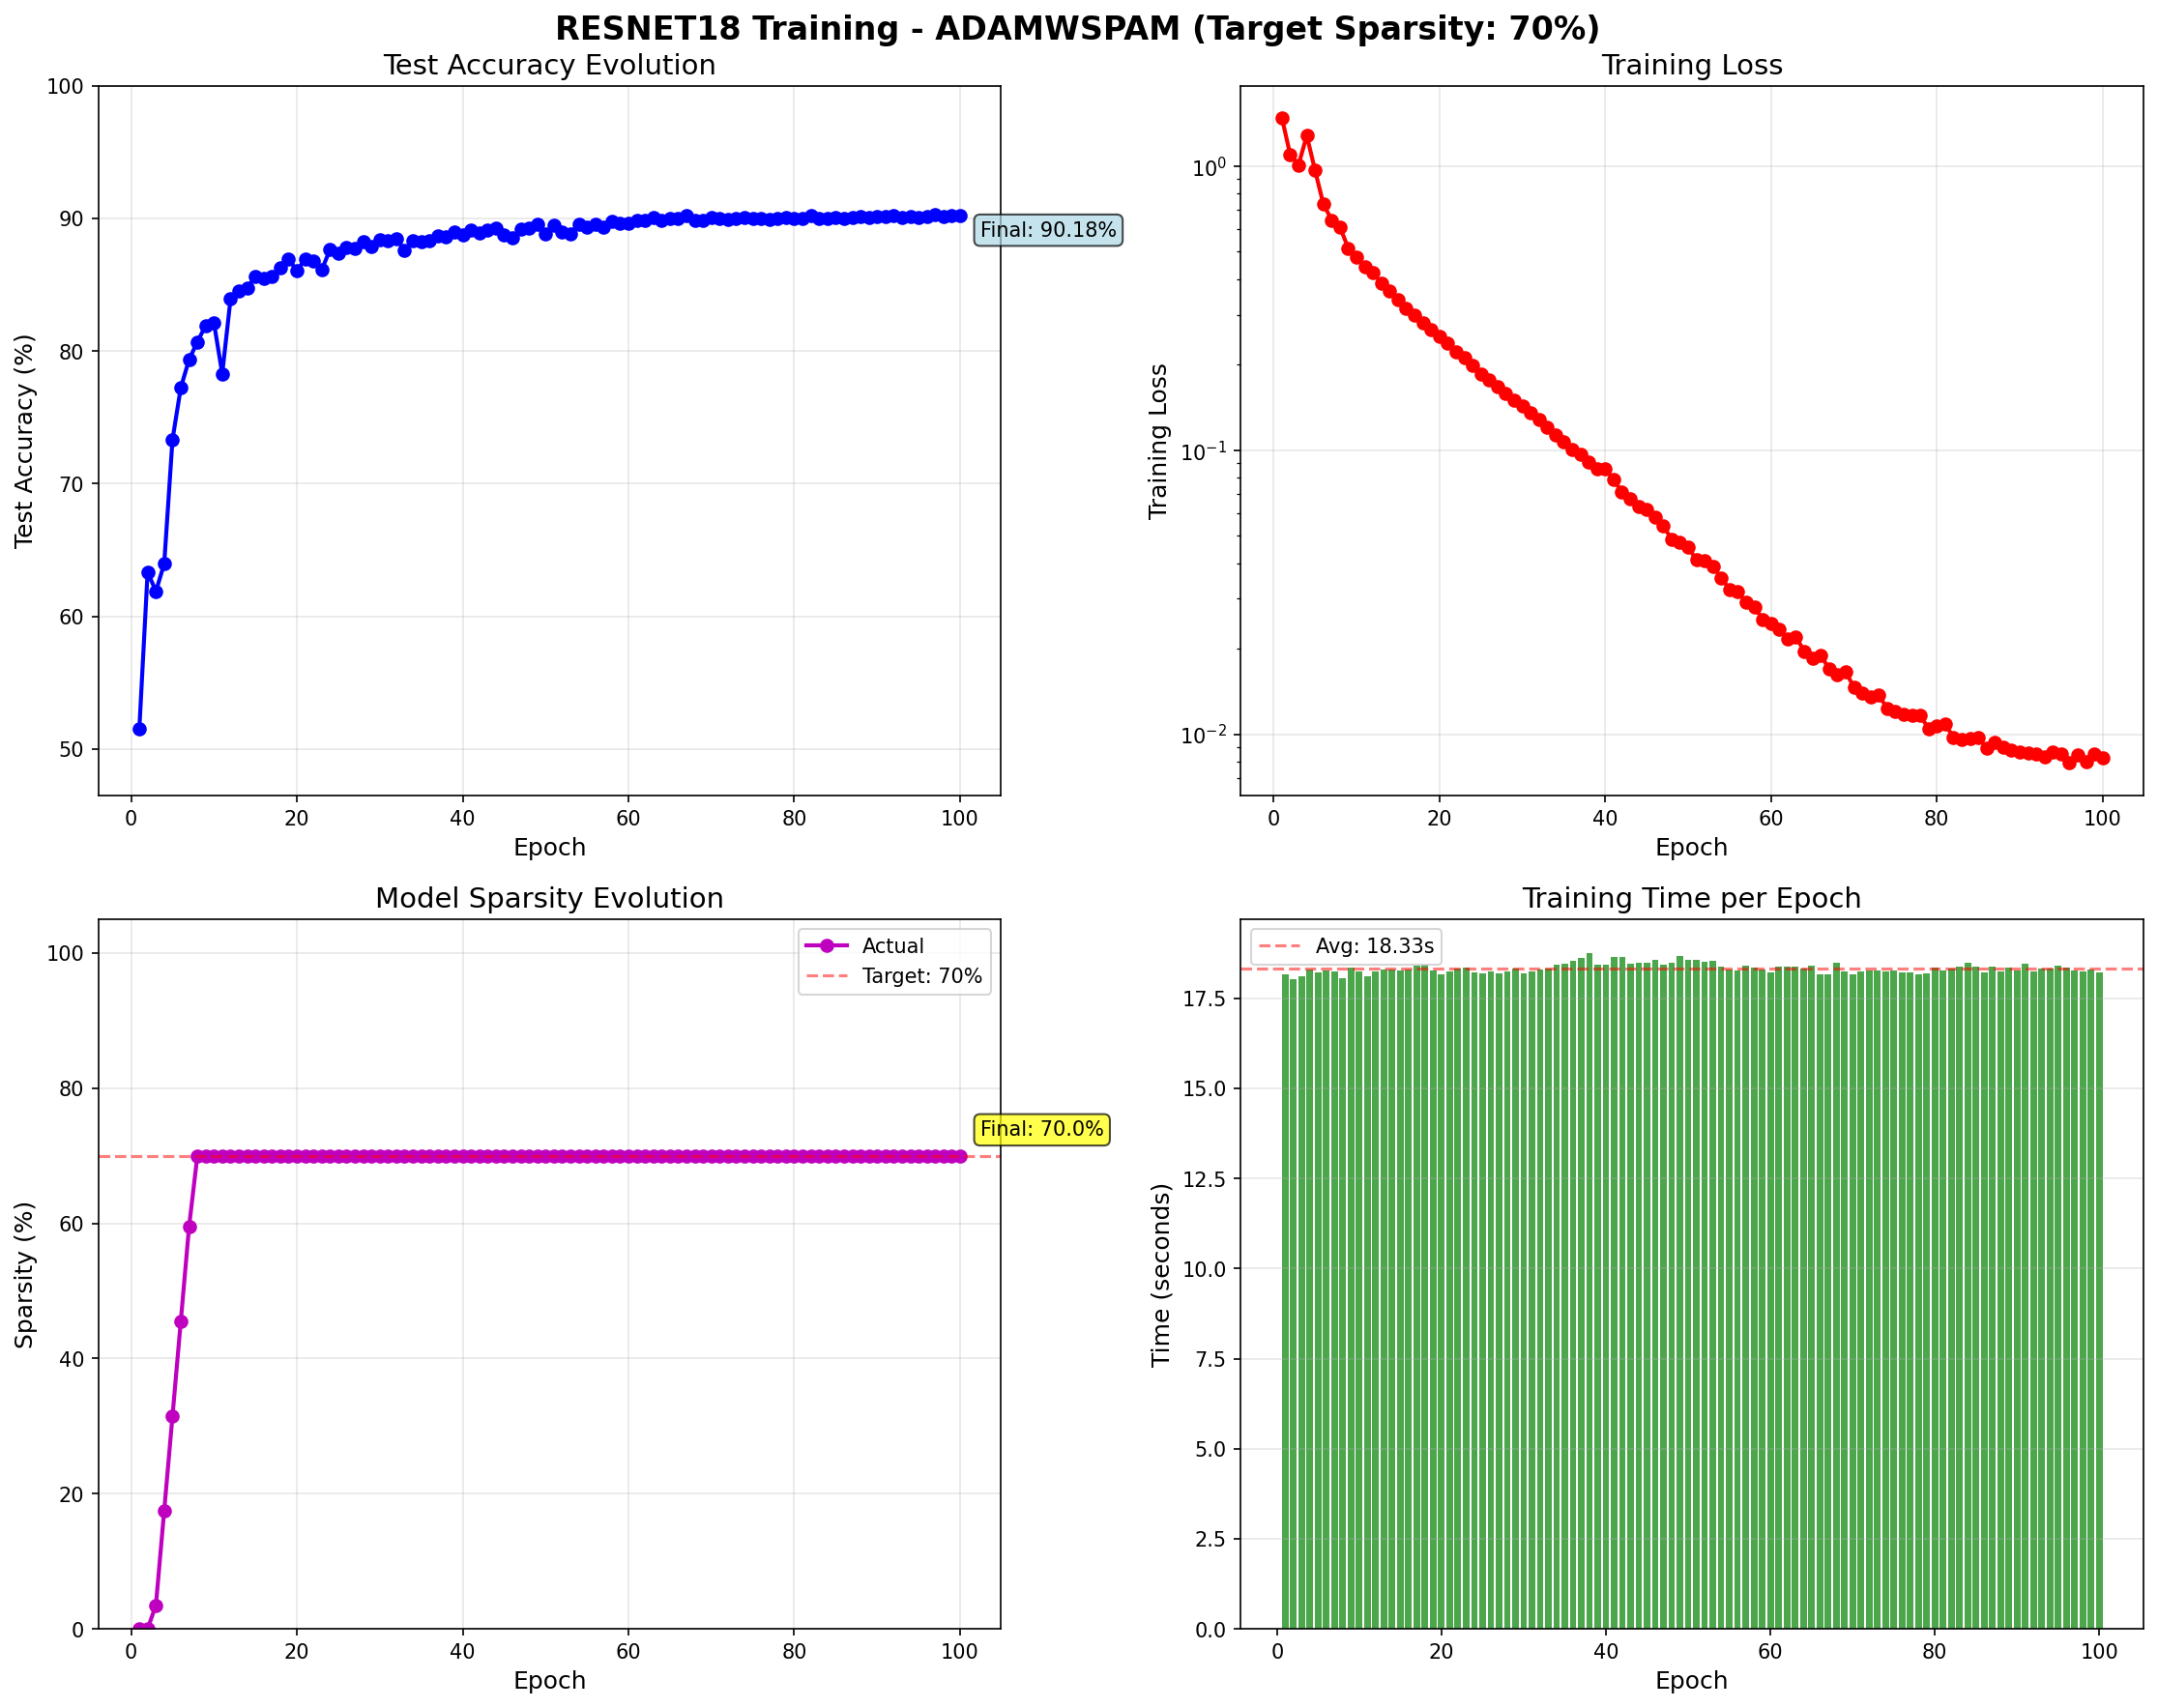 RESNET18 Training - ADAMWSPAM (Target Sparsity: 70%)
Test Accuracy Evolution
Test Accuracy (%)
100
90
80
70
60
50
0 20 40 60 80 100
Epoch
Final: 90.18%
Training Loss
Training Loss
10⁰
10⁻¹
10⁻²
0 20 40 60 80 100
Epoch
Model Sparsity Evolution
Sparsity (%)
100
80
60
40
20
0
0 20 40 60 80 100
Epoch
Actual
Target: 70%
Final: 70.0%
Training Time per Epoch
Time (seconds)
17.5
15.0
12.5
10.0
7.5
5.0
2.5
0.0
0 20 40 60 80 100
Epoch
Avg: 18.33s